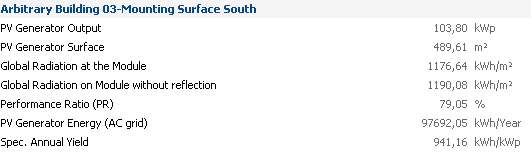 Arbitrary Building 03-Mounting Surface South
PV Generator Output 103,80 kWp
PV Generator Surface 489,61 m²
Global Radiation at the Module 1176,64 kWh/m²
Global Radiation on Module without reflection 1190,08 kWh/m²
Performance Ratio (PR) 79,05 %
PV Generator Energy (AC grid) 97692,05 kWh/Year
Spec. Annual Yield 941,16 kWh/kWp